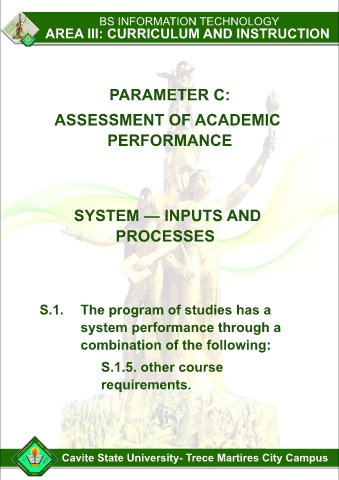 BS INFORMATION TECHNOLOGY
AREA III: CURRICULUM AND INSTRUCTION
PARAMETER C:
ASSESSMENT OF ACADEMIC
PERFORMANCE
SYSTEM — INPUTS AND
PROCESSES
S.1. The program of studies has a
system performance through a
combination of the following:
S.1.5. other course
requirements.
Cavite State University- Trece Martires City Campus